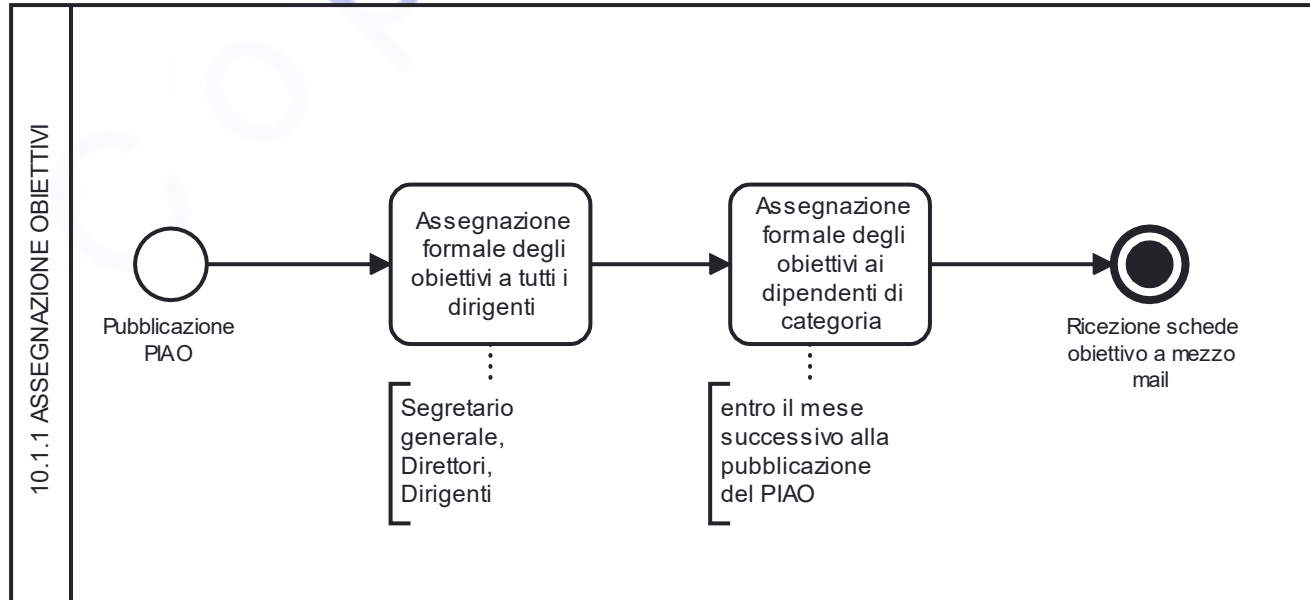 10.1.1 ASSEGNAZIONE OBIETTIVI
Pubblicazione
PIAO
Assegnazione
formale degli
obiettivi a tutti i
dirigenti
Segretario
generale,
Direttori,
Dirigenti
Assegnazione
formale degli
obiettivi ai
dipendenti di
categoria
entro il mese
successivo alla
pubblicazione
del PIAO
Ricezione schede
obiettivo a mezzo
mail